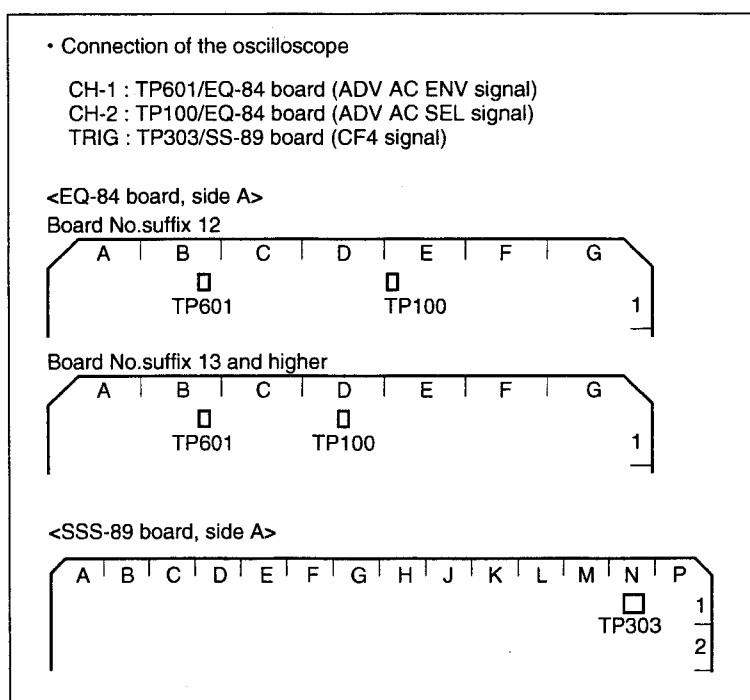 • Connection of the oscilloscope
CH-1 : TP601/EQ-84 board (ADV AC ENV signal)
CH-2 : TP100/EQ-84 board (ADV AC SEL signal)
TRIG : TP303/SS-89 board (CF4 signal)
<EQ-84 board, side A>
Board No.suffix 12
A B C D E F G
TP601 TP100 1
Board No.suffix 13 and higher
A B C D E F G
TP601 TP100 1
<SSS-89 board, side A>
A B C D E F G H J K L M N P
1
TP303
2